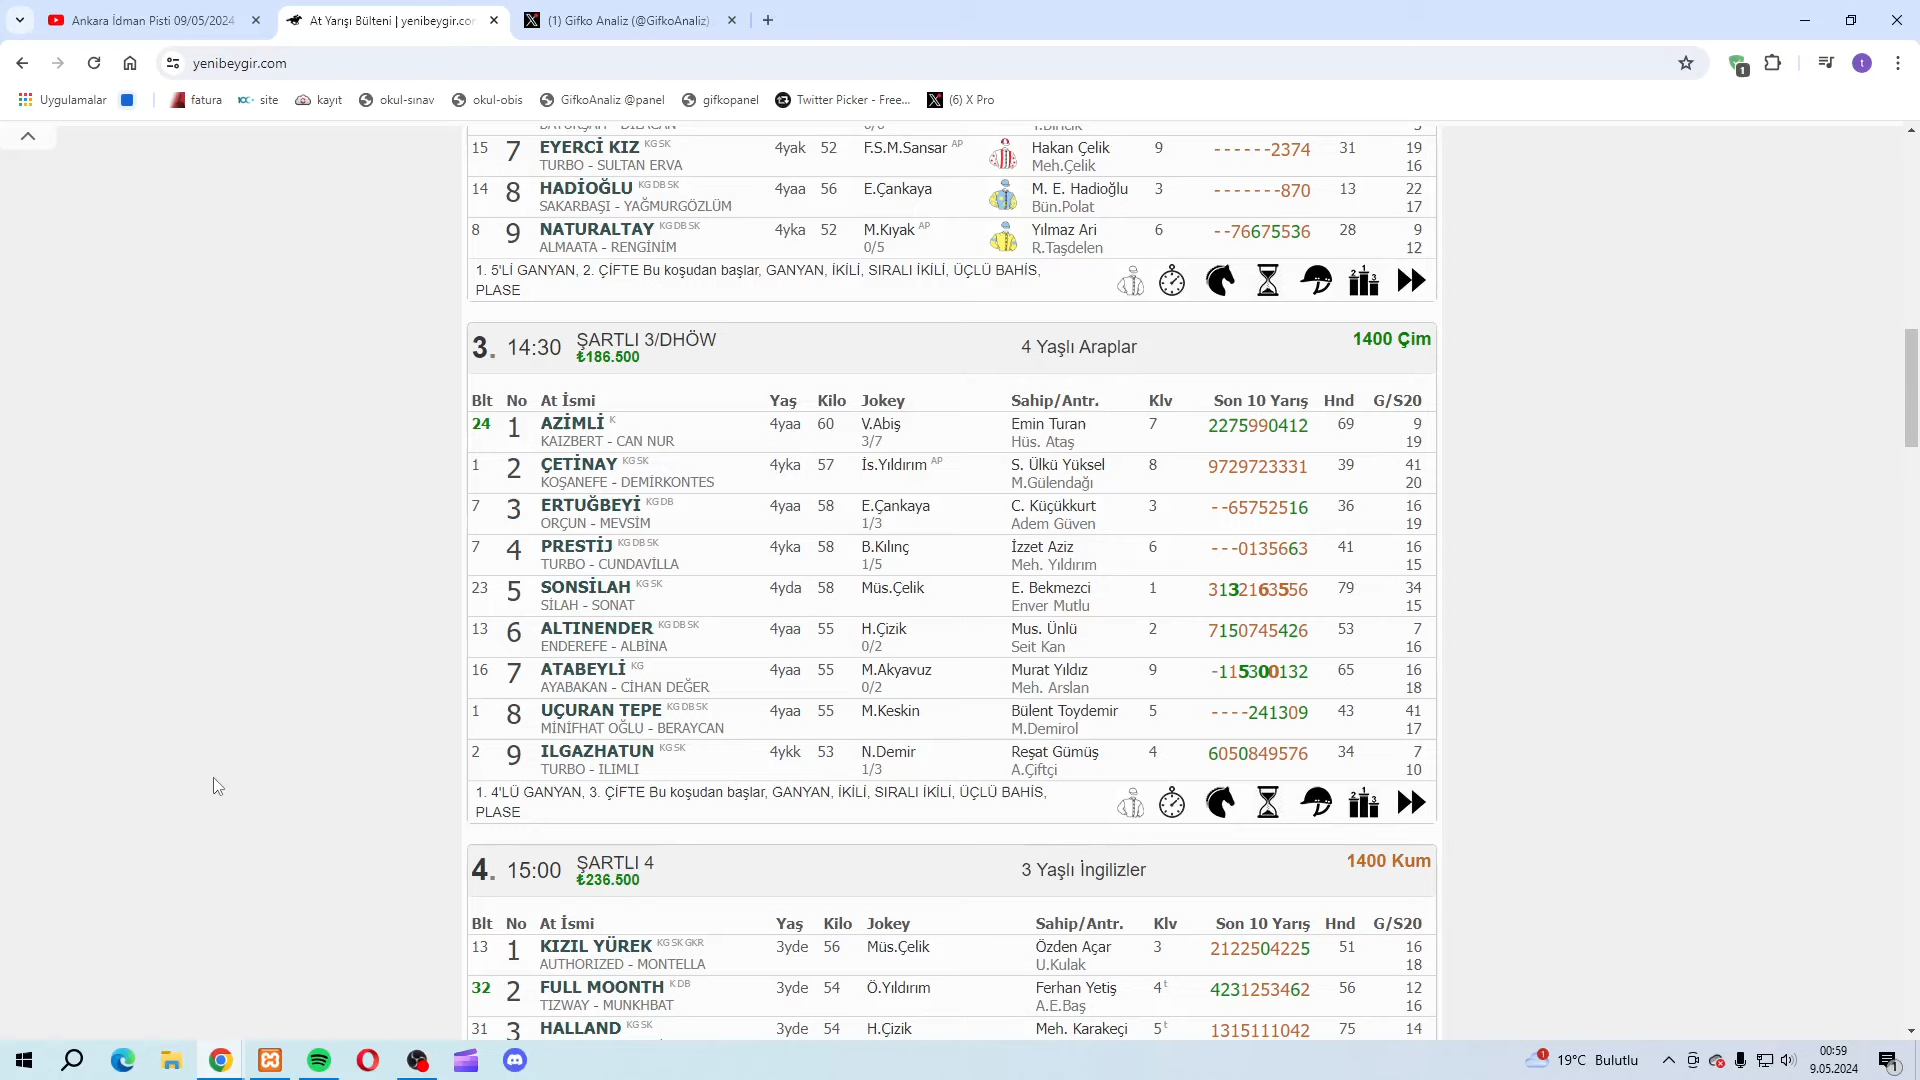 Ankara İdman Pisti 09/05/2024
At Yarışı Bülteni | yenibeygir.cor
(1) Gifko Analiz (@GifkoAnaliz)
yenibeygir.com
Uygulamalar fatura site kayıt okul-sınav okul-obis GifkoAnaliz @panel gifkopanel Twitter Picker - Free... (6) X Pro
15 7 EYERCİ KIZ KG SK 4yak 52 F.S.M.Sansar AP Hakan Çelik 9 ------2374 31 19
TURBO - SULTAN ERVA Meh.Çelik 16
14 8 HADİOĞLU KG DB SK 4yaa 56 E.Çankaya M. E. Hadioğlu 3 -------870 13 22
SAKARBAŞI - YAĞMURGÖZLÜM Bün.Polat 17
8 9 NATURALTAY KG DB SK 4yka 52 M.Kıyak AP Yılmaz Ari 6 --76675536 28 9
ALMAATA - RENGİNİM 0/5 R.Taşdelen 12
1. 5'Lİ GANYAN, 2. ÇİFTE Bu koşudan başlar, GANYAN, İKİLİ, SIRALI İKİLİ, ÜÇLÜ BAHİS,
PLASE
3. 14:30 ŞARTLI 3/DHÖW 4 Yaşlı Araplar 1400 Çim
₺186.500
Blt No At İsmi Yaş Kilo Jokey Sahip/Antr. Klv Son 10 Yarış Hnd G/S20
24 1 AZİMLİ K 4yaa 60 V.Abiş Emin Turan 7 2275990412 69 9
KAIZBERT - CAN NUR 3/7 Hüs. Ataş 19
1 2 ÇETİNAY KG SK 4yka 57 İs.Yıldırım AP S. Ülkü Yüksel 8 9729723331 39 41
KOŞANEFE - DEMİRKONTES M.Gülendağı 20
7 3 ERTUĞBEYİ KG DB 4yaa 58 E.Çankaya C. Küçükkurt 3 --65752516 36 16
ORÇUN - MEVSİM 1/3 Adem Güven 19
7 4 PRESTİJ KG DB SK 4yka 58 B.Kılınç İzzet Aziz 6 ---0135663 41 16
TURBO - CUNDAVİLLA 1/5 Meh. Yıldırım 15
23 5 SONSİLAH KG SK 4yda 58 Müs.Çelik E. Bekmezci 1 3132163556 79 34
SİLAH - SONAT Enver Mutlu 15
13 6 ALTINENDER KG DB SK 4yaa 55 H.Çizik Mus. Ünlü 2 7150745426 53 7
ENDEREFE - ALBİNA 0/2 Seit Kan 16
16 7 ATABEYLİ KG 4yaa 55 M.Akyavuz Murat Yıldız 9 -115300132 65 16
AYABAKAN - CİHAN DEĞER 0/2 Meh. Arslan 18
1 8 UÇURAN TEPE KG DB SK 4yaa 55 M.Keskin Bülent Toydemir 5 ----241309 43 41
MİNİFHAT OĞLU - BERAYCAN M.Demirol 17
2 9 ILGAZHATUN KG SK 4ykk 53 N.Demir Reşat Gümüş 4 6050849576 34 7
TURBO - ILIMLI 1/3 A.Çiftçi 10
1. 4'LÜ GANYAN, 3. ÇİFTE Bu koşudan başlar, GANYAN, İKİLİ, SIRALI İKİLİ, ÜÇLÜ BAHİS,
PLASE
4. 15:00 ŞARTLI 4 3 Yaşlı İngilizler 1400 Kum
₺236.500
Blt No At İsmi Yaş Kilo Jokey Sahip/Antr. Klv Son 10 Yarış Hnd G/S20
13 1 KIZIL YÜREK KG SK GKR 3yde 56 Müs.Çelik Özden Açar 3 2122504225 51 16
AUTHORIZED - MONTELLA U.Kulak 18
32 2 FULL MOONTH K DB 3yde 54 Ö.Yıldırım Ferhan Yetiş 4 t 4231253462 56 12
TIZWAY - MUNKHBAT A.E.Baş 16
31 3 HALLAND KG SK 3yde 54 H.Çizik Meh. Karakeçi 5 t 1315111042 75 14
19°C Bulutlu
00:59
9.05.2024